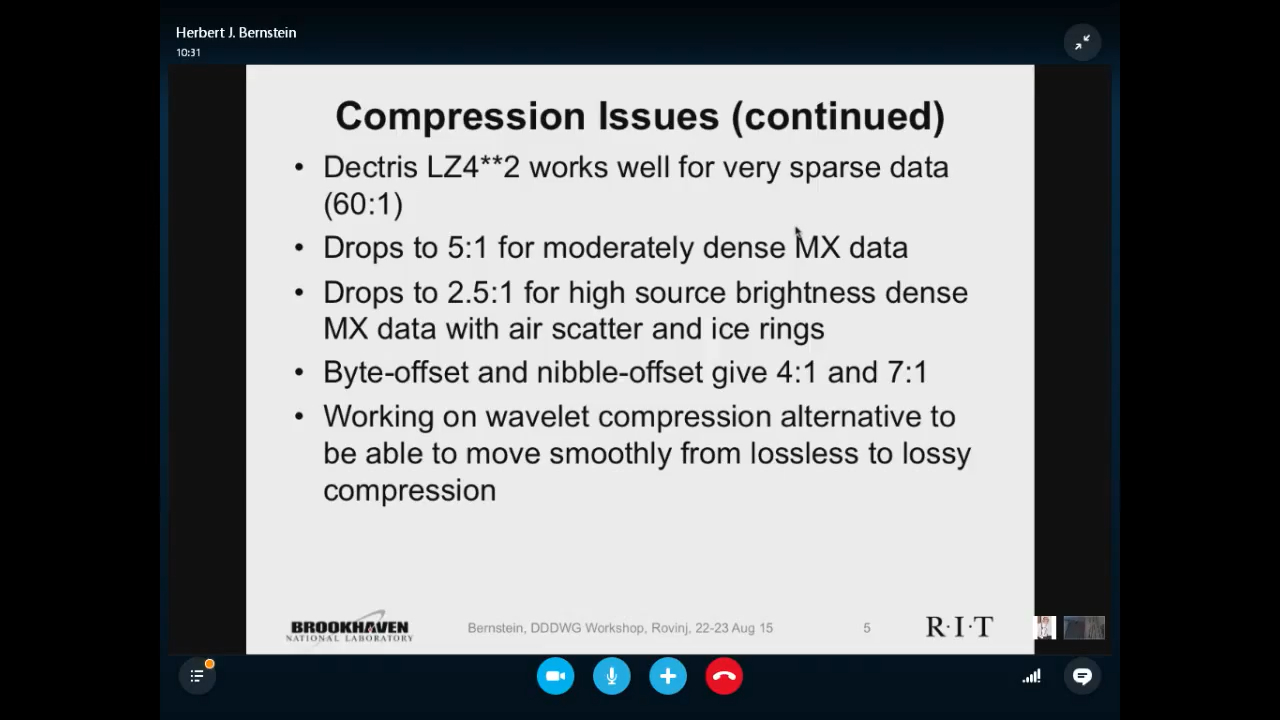 Herbert J. Bernstein
10:31
Compression Issues (continued)
• Dectris LZ4**2 works well for very sparse data
(60:1)
• Drops to 5:1 for moderately dense MX data
• Drops to 2.5:1 for high source brightness dense
MX data with air scatter and ice rings
• Byte-offset and nibble-offset give 4:1 and 7:1
• Working on wavelet compression alternative to
be able to move smoothly from lossless to lossy
compression
BROOKHAVEN
NATIONAL LABORATORY
Bernstein, DDDWG Workshop, Rovinj, 22-23 Aug 15
5
R·I·T